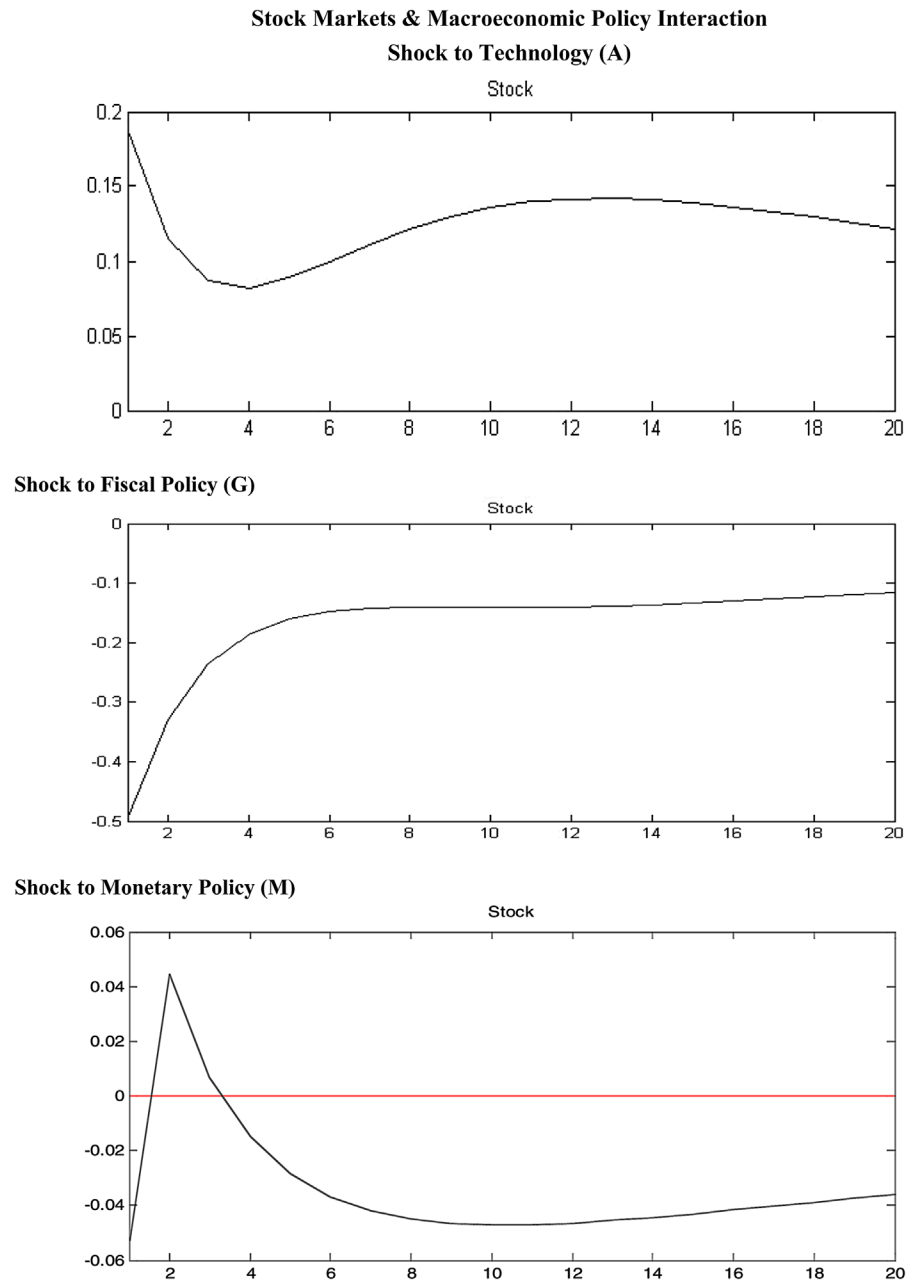 Stock Markets & Macroeconomic Policy Interaction
Shock to Technology (A)
Stock
0.2
0.15
0.1
0.05
0
2 4 6 8 10 12 14 16 18 20
Shock to Fiscal Policy (G)
Stock
0
-0.1
-0.2
-0.3
-0.4
-0.5
2 4 6 8 10 12 14 16 18 20
Shock to Monetary Policy (M)
Stock
0.06
0.04
0.02
0
-0.02
-0.04
-0.06
2 4 6 8 10 12 14 16 18 20